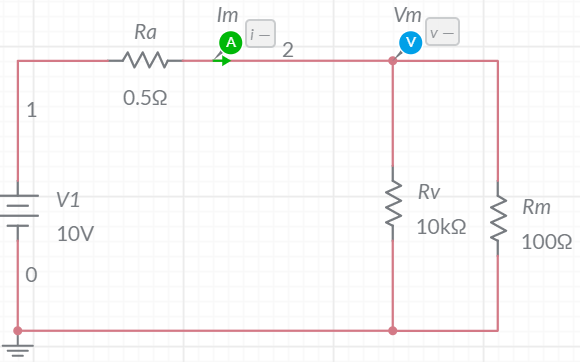 Im
Vm
Ra
A
i –
V
v –
2
0.5Ω
1
V1
10V
Rv
10kΩ
Rm
100Ω
0